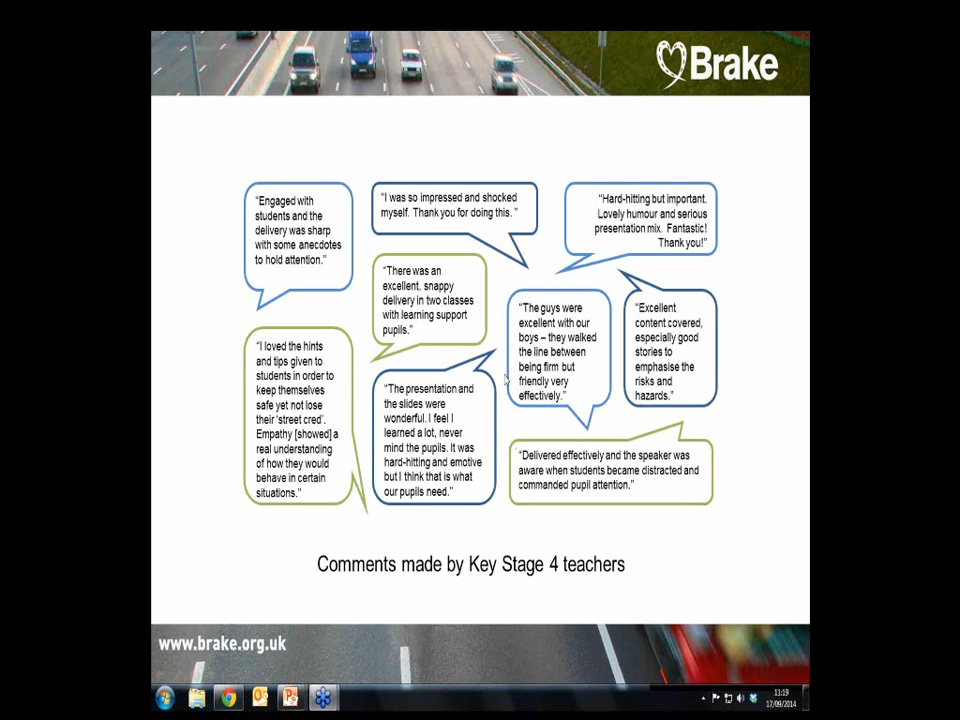 Brake
“Engaged with
students and the
delivery was sharp
with some anecdotes
to hold attention.”
“I was so impressed and shocked
myself. Thank you for doing this. ”
“Hard-hitting but important.
Lovely humour and serious
presentation mix. Fantastic!
Thank you!”
“There was an
excellent, snappy
delivery in two classes
with learning support
pupils.”
“The guys were
excellent with our
boys – they walked
the line between
being firm but
friendly very
effectively.”
“Excellent
content covered,
especially good
stories to
emphasise the
risks and
hazards.”
“I loved the hints
and tips given to
students in order to
keep themselves
safe yet not lose
their ‘street cred’.
Empathy [showed] a
real understanding
of how they would
behave in certain
situations.”
“The presentation and
the slides were
wonderful. I feel I
learned a lot, never
mind the pupils. It was
hard-hitting and emotive
but I think that is what
our pupils need.”
“Delivered effectively and the speaker was
aware when students became distracted and
commanded pupil attention.”
Comments made by Key Stage 4 teachers
www.brake.org.uk
11:19
17/09/2014